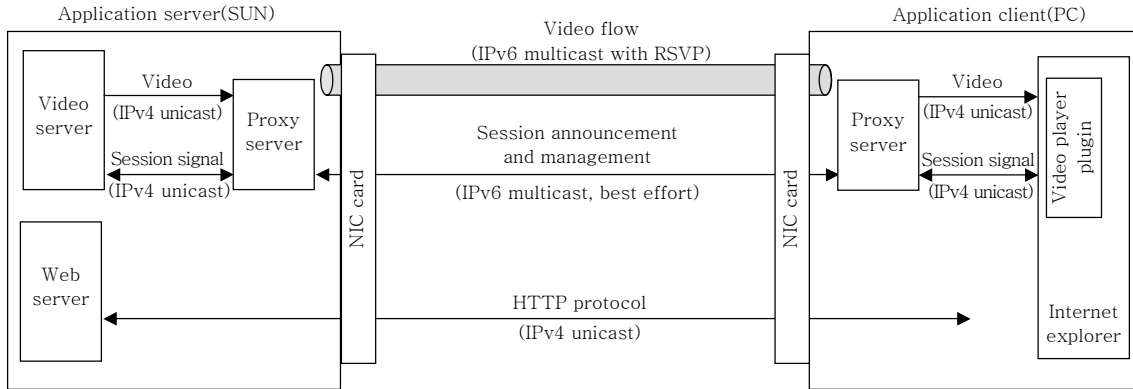 Application server(SUN)
Application client(PC)
Video flow
(IPv6 multicast with RSVP)
Video
server
Video
(IPv4 unicast)
Proxy
server
Session signal
(IPv4 unicast)
NIC card
Session announcement
and management
(IPv6 multicast, best effort)
NIC card
Proxy
server
Video
(IPv4 unicast)
Session signal
(IPv4 unicast)
Video player
plugin
Web
server
HTTP protocol
(IPv4 unicast)
Internet
explorer